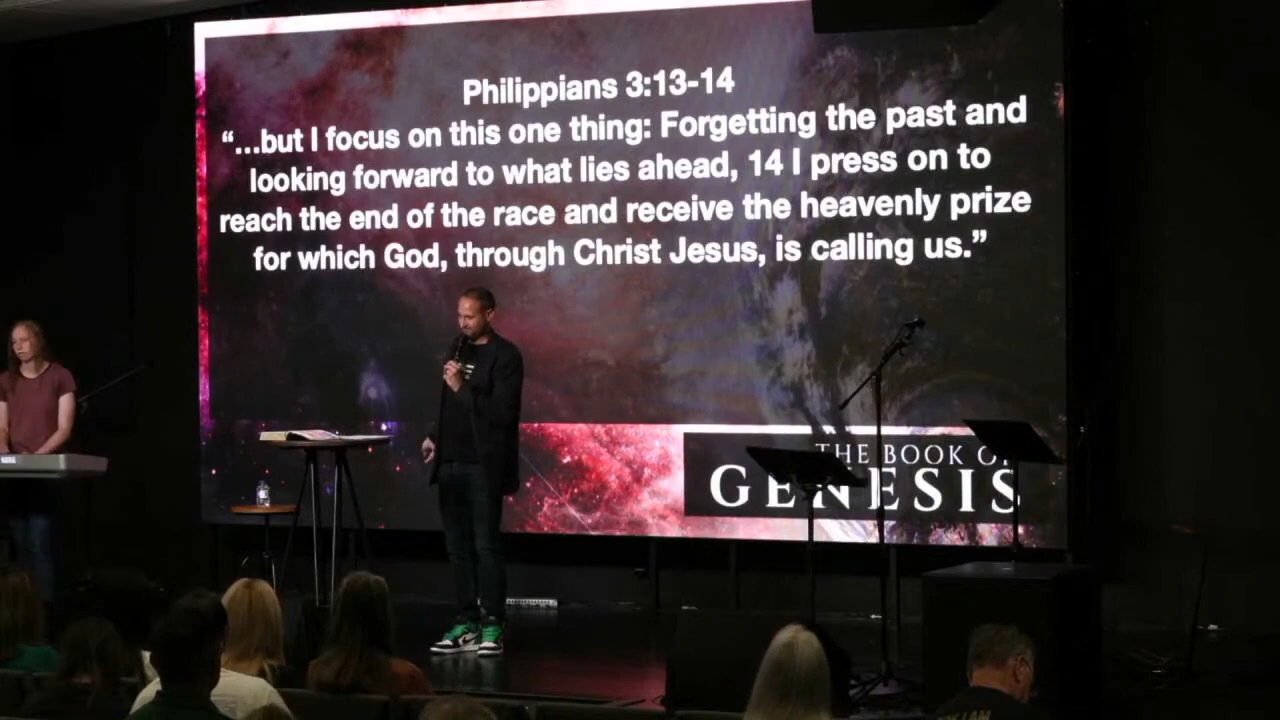 Philippians 3:13-14
“...but I focus on this one thing: Forgetting the past and
looking forward to what lies ahead, 14 I press on to
reach the end of the race and receive the heavenly prize
for which God, through Christ Jesus, is calling us.”
THE BOOK OF
GENESIS